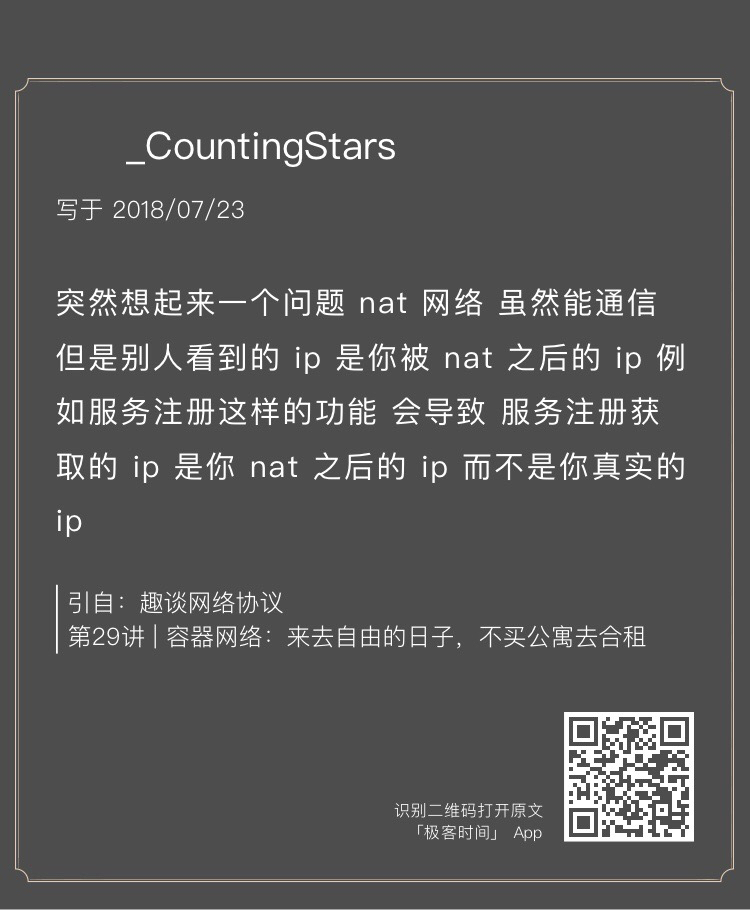 _CountingStars
写于 2018/07/23
突然想起来一个问题 nat 网络 虽然能通信
但是别人看到的 ip 是你被 nat 之后的 ip 例
如服务注册这样的功能 会导致 服务注册获
取的 ip 是你 nat 之后的 ip 而不是你真实的
ip
引自：趣谈网络协议
第29讲 | 容器网络：来去自由的日子，不买公寓去合租
识别二维码打开原文
「极客时间」 App